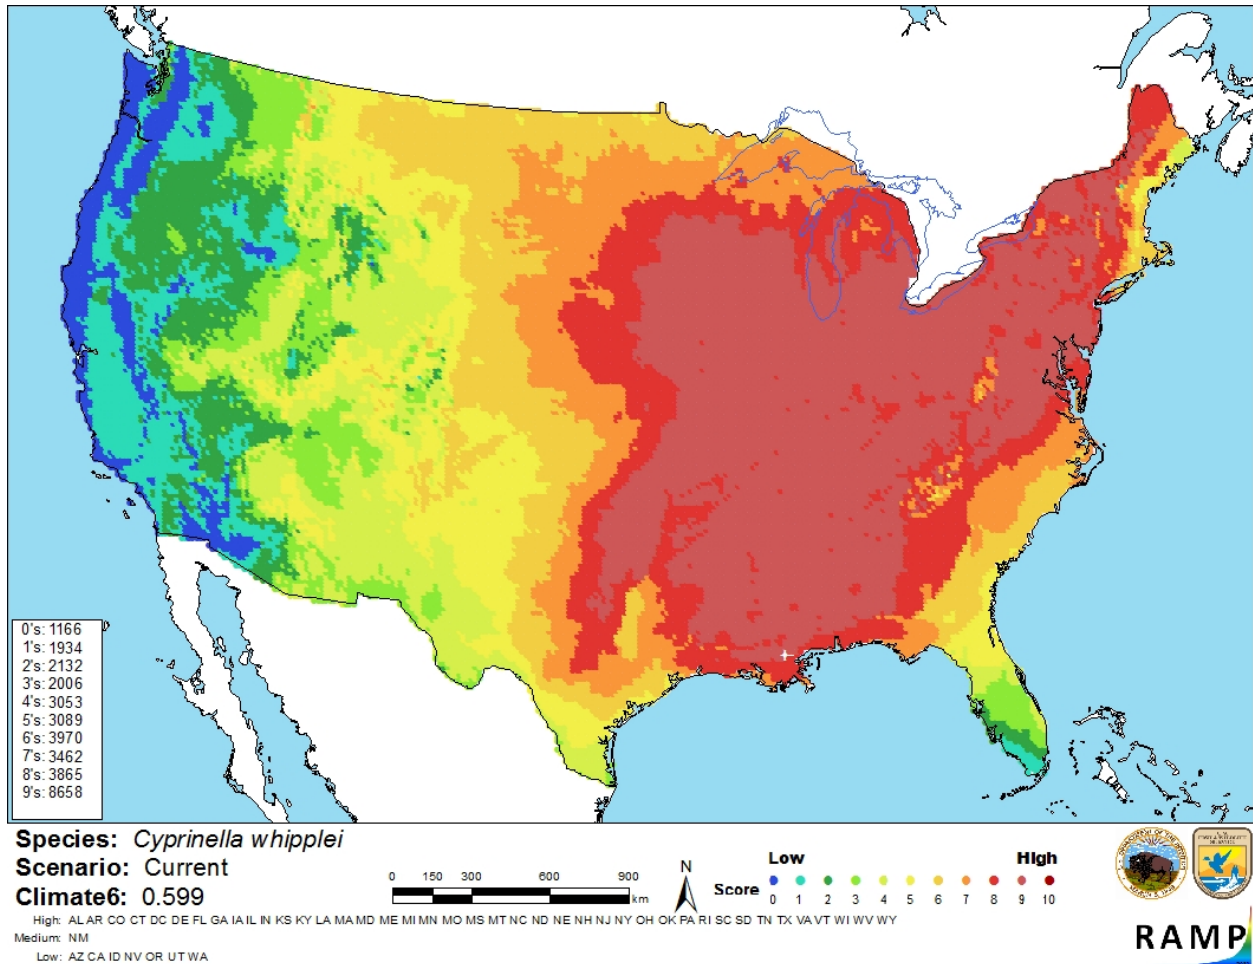 0's: 1166
1's: 1934
2's: 2132
3's: 2006
4's: 3053
5's: 3089
6's: 3970
7's: 3462
8's: 3865
9's: 8658
Species: Cyprinella whipplei
Scenario: Current
Climate6: 0.599
0 150 300 600 900
km
N
Low High
Score 0 1 2 3 4 5 6 7 8 9 10
High: AL AR CO CT DC DE FL GA IA IL IN KS KY LA MA MD ME MI MN MO MS MT NC ND NE NH NJ NY OH OK PA RI SC SD TN TX VA VT WI WV WY
Medium: NM
Low: AZ CA ID NV OR UT WA
RAMP